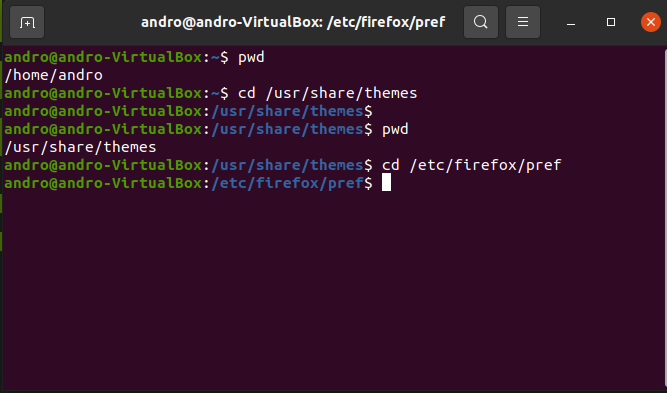 andro@andro-VirtualBox: /etc/firefox/pref
andro@andro-VirtualBox:~$ pwd
/home/andro
andro@andro-VirtualBox:~$ cd /usr/share/themes
andro@andro-VirtualBox:/usr/share/themes$
andro@andro-VirtualBox:/usr/share/themes$ pwd
/usr/share/themes
andro@andro-VirtualBox:/usr/share/themes$ cd /etc/firefox/pref
andro@andro-VirtualBox:/etc/firefox/pref$